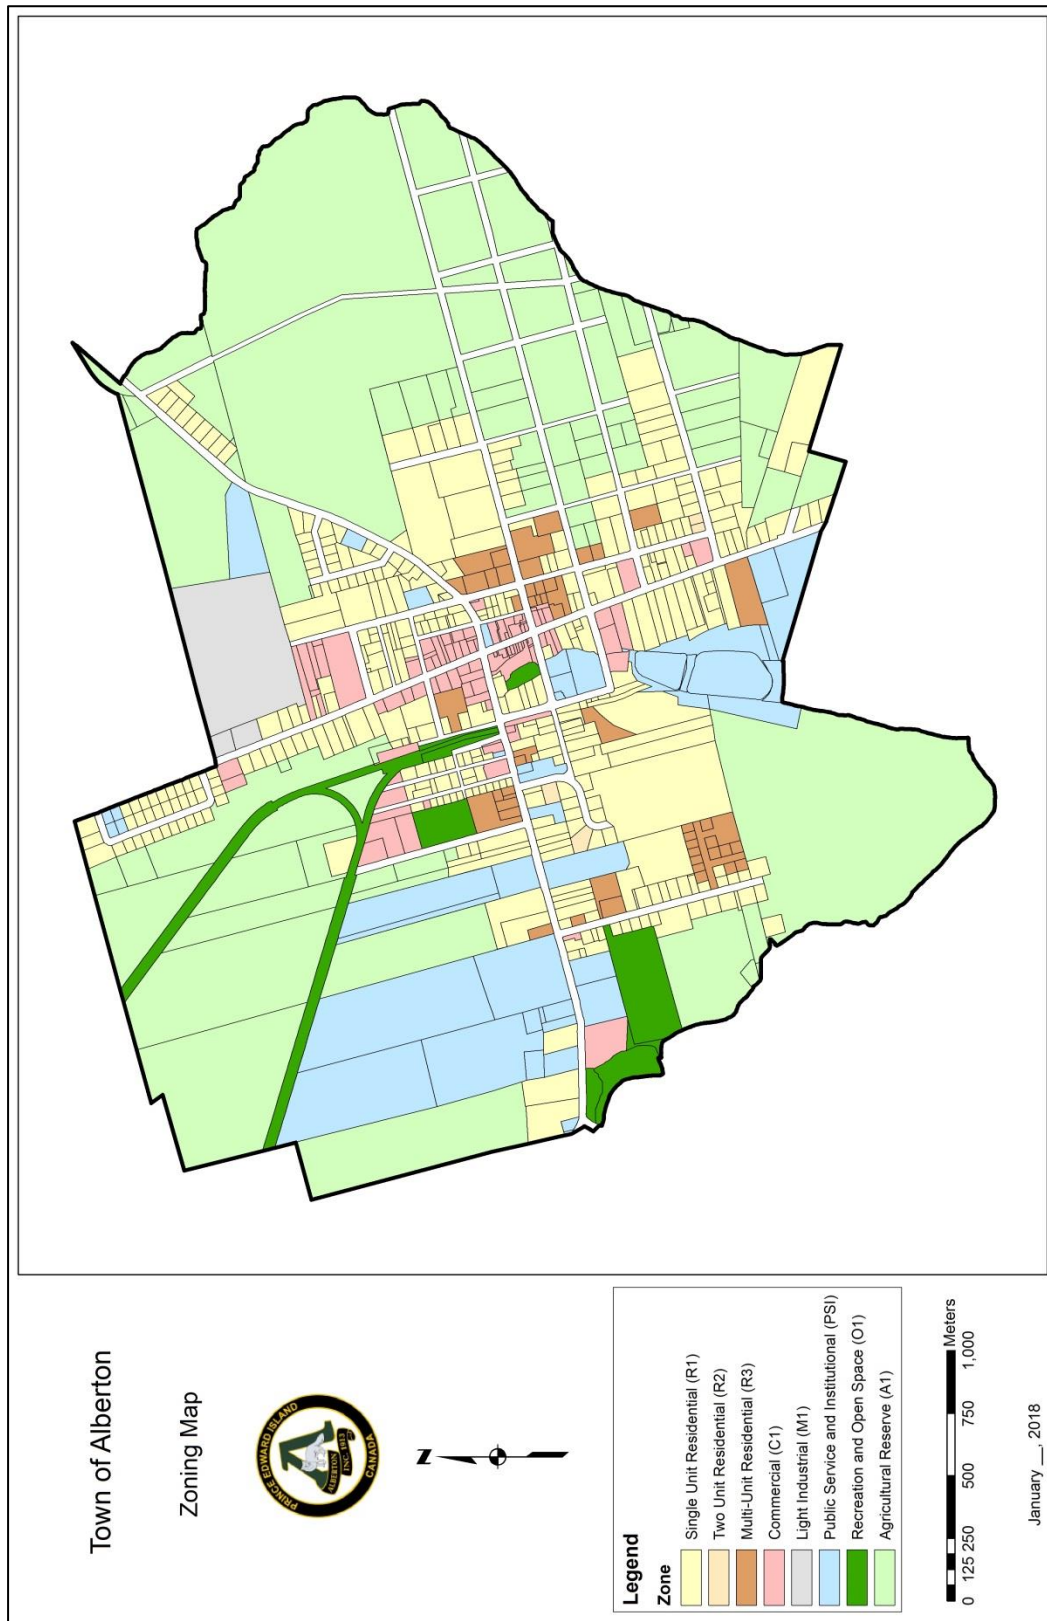 Town of Alberton
Zoning Map
PRINCE EDWARD ISLAND
ALBERTON
INC. 1913
CANADA
N
Legend
Zone
Single Unit Residential (R1)
Two Unit Residential (R2)
Multi-Unit Residential (R3)
Commercial (C1)
Light Industrial (M1)
Public Service and Institutional (PSI)
Recreation and Open Space (O1)
Agricultural Reserve (A1)
0 125 250 500 750 1,000
Meters
January __, 2018